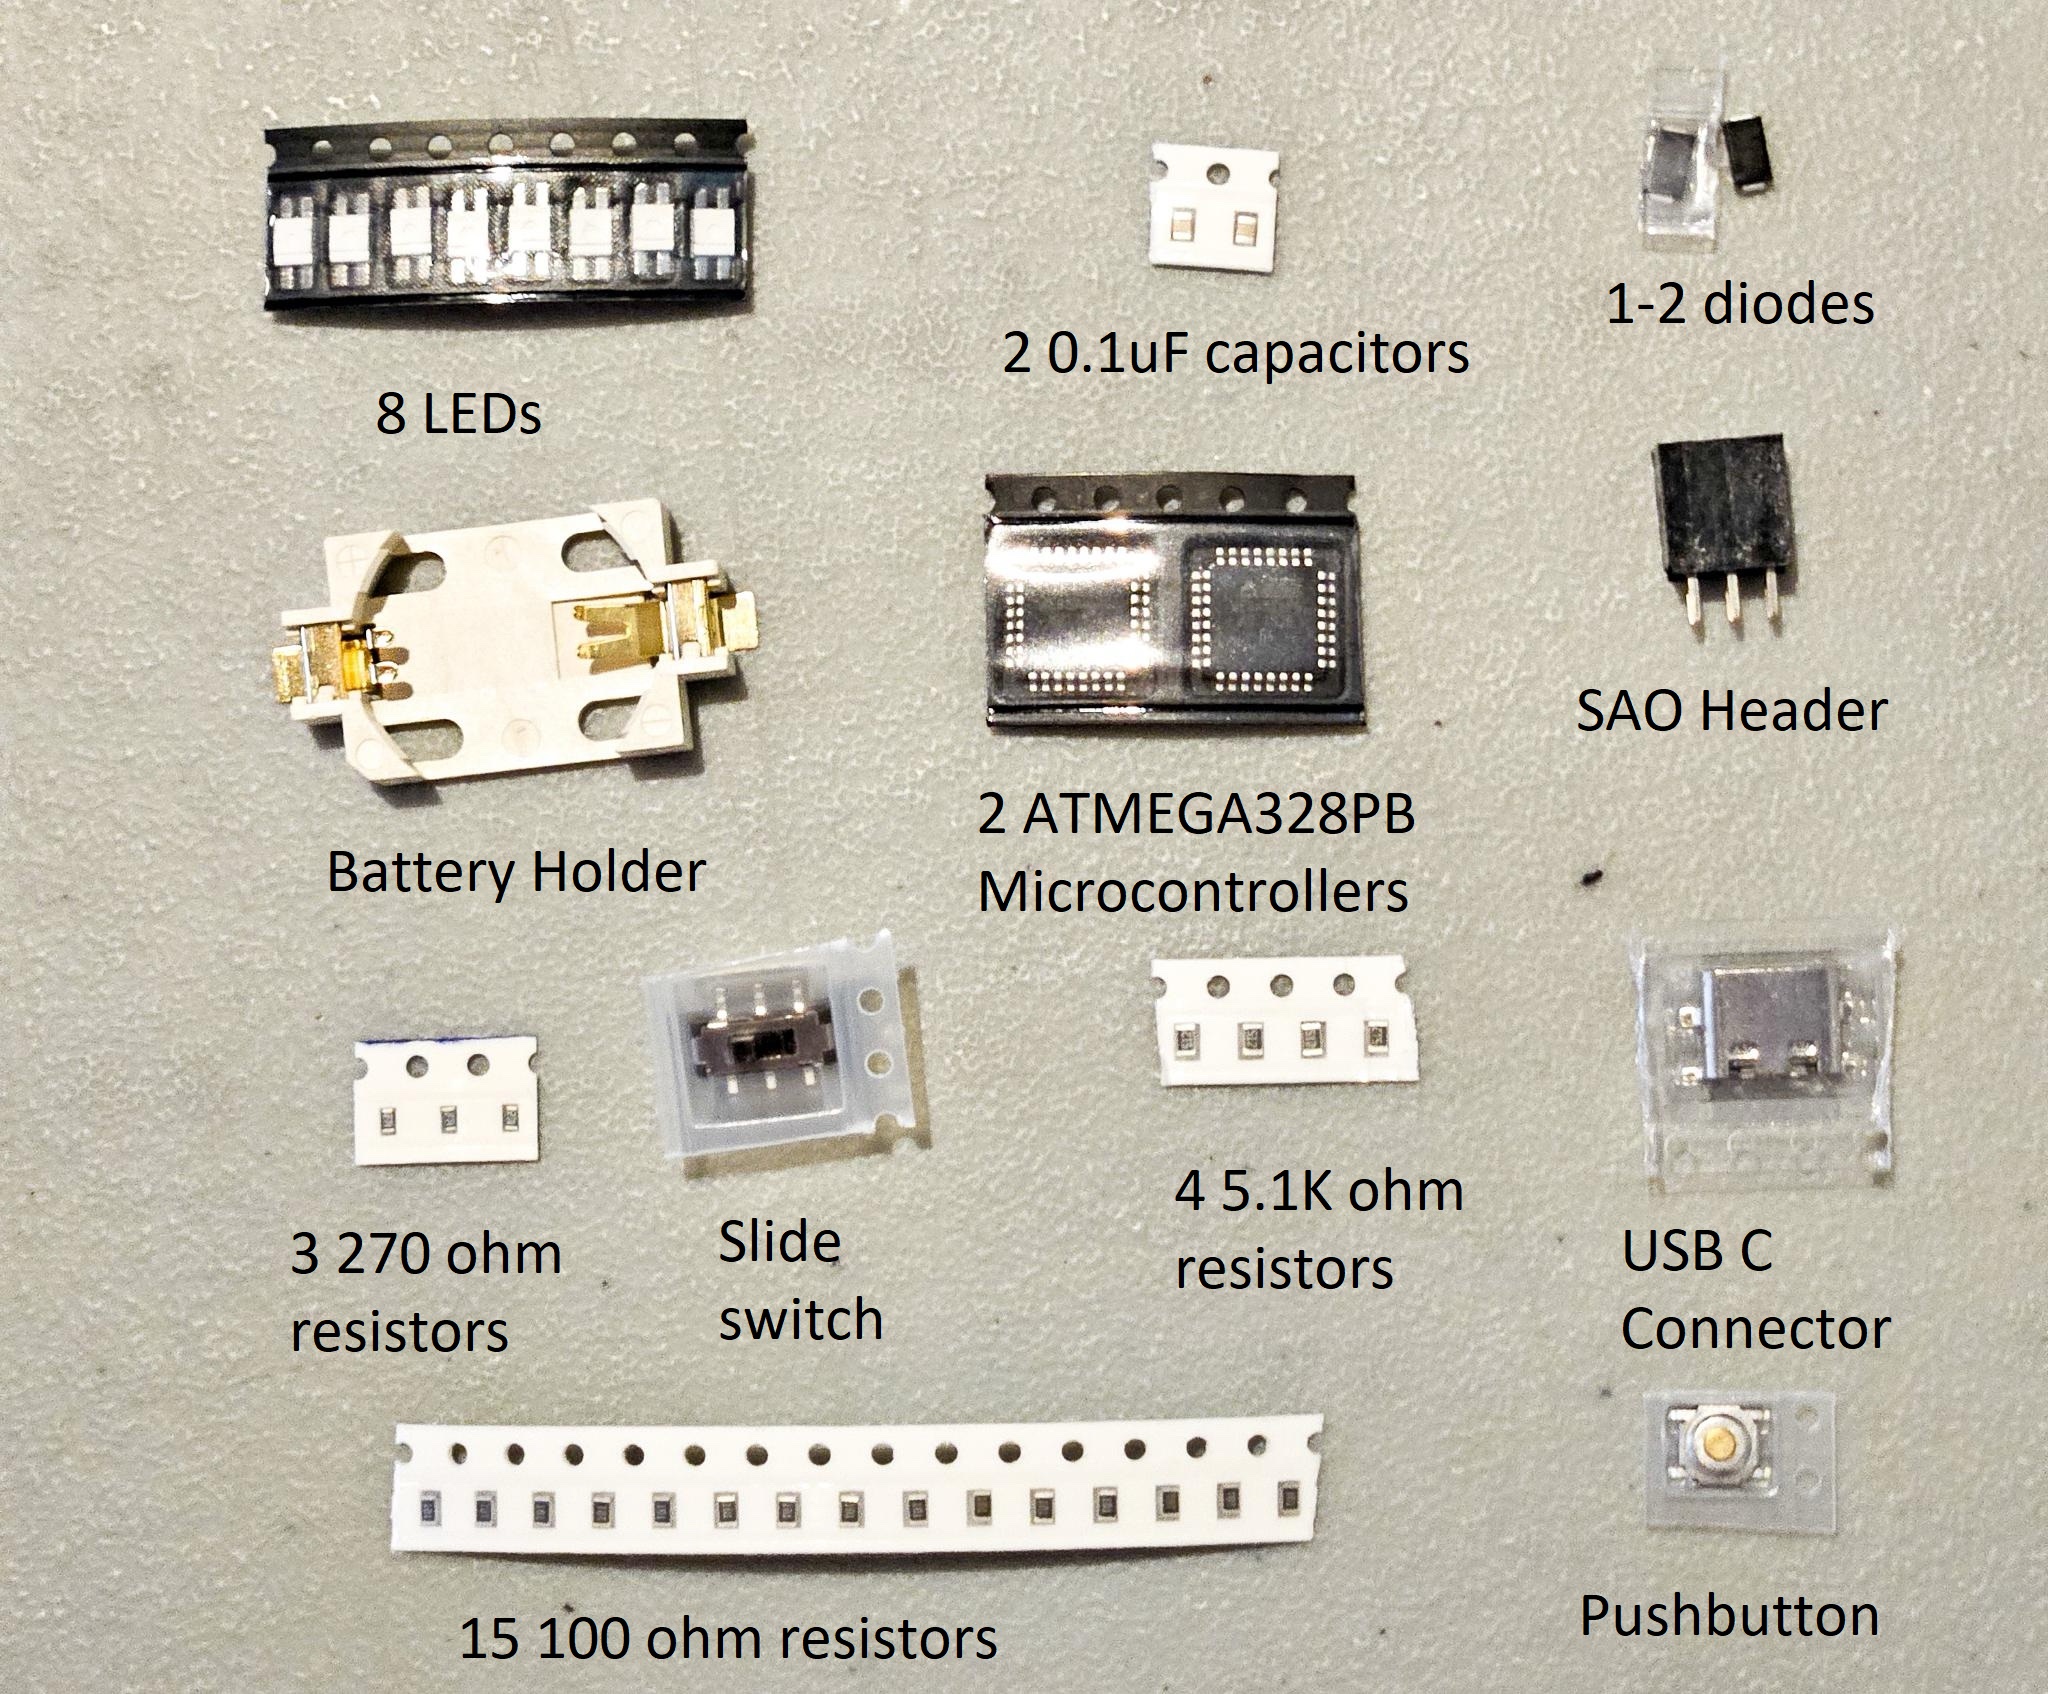 8 LEDs
2 0.1uF capacitors
1-2 diodes
Battery Holder
2 ATMEGA328PB
Microcontrollers
SAO Header
3 270 ohm
resistors
Slide
switch
4 5.1K ohm
resistors
USB C
Connector
15 100 ohm resistors
Pushbutton